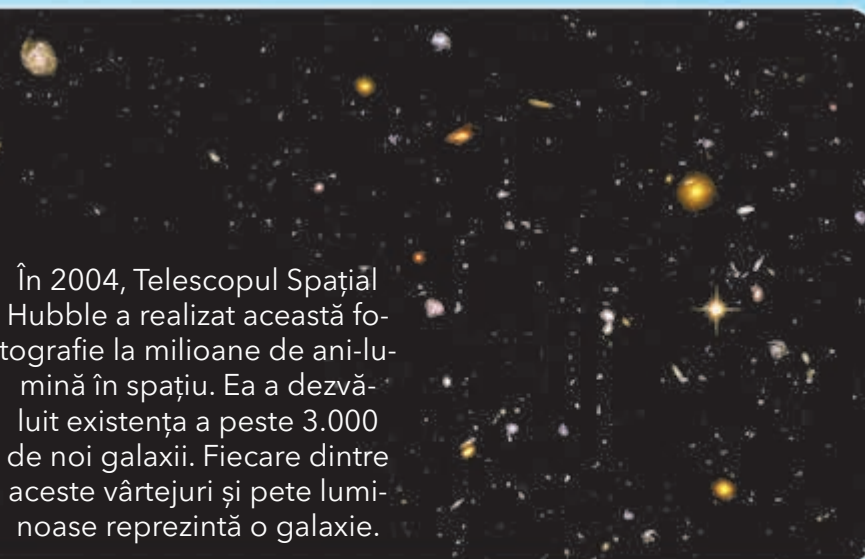 În 2004, Telescopul Spațial
Hubble a realizat această fo-
tografie la milioane de ani-lu-
mină în spațiu. Ea a dezvă-
luit existența a peste 3.000
de noi galaxii. Fiecare dintre
aceste vârtejuri și pete lumi-
noase reprezintă o galaxie.